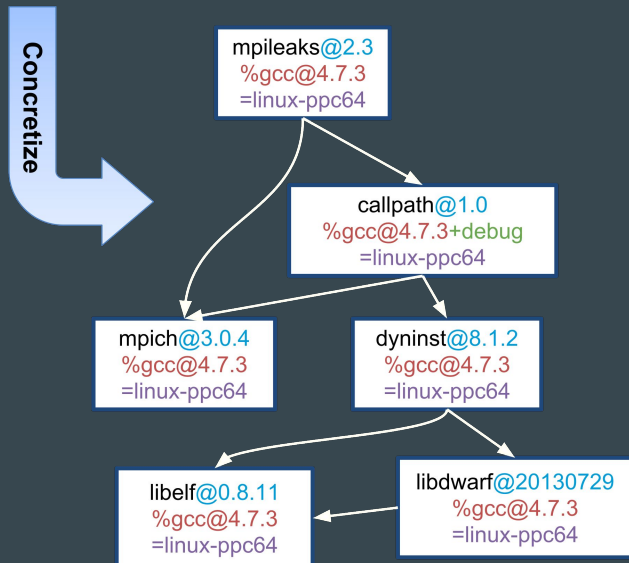 Concretize
mpileaks@2.3
%gcc@4.7.3
=linux-ppc64
callpath@1.0
%gcc@4.7.3+debug
=linux-ppc64
mpich@3.0.4
%gcc@4.7.3
=linux-ppc64
dyninst@8.1.2
%gcc@4.7.3
=linux-ppc64
libelf@0.8.11
%gcc@4.7.3
=linux-ppc64
libdwarf@20130729
%gcc@4.7.3
=linux-ppc64